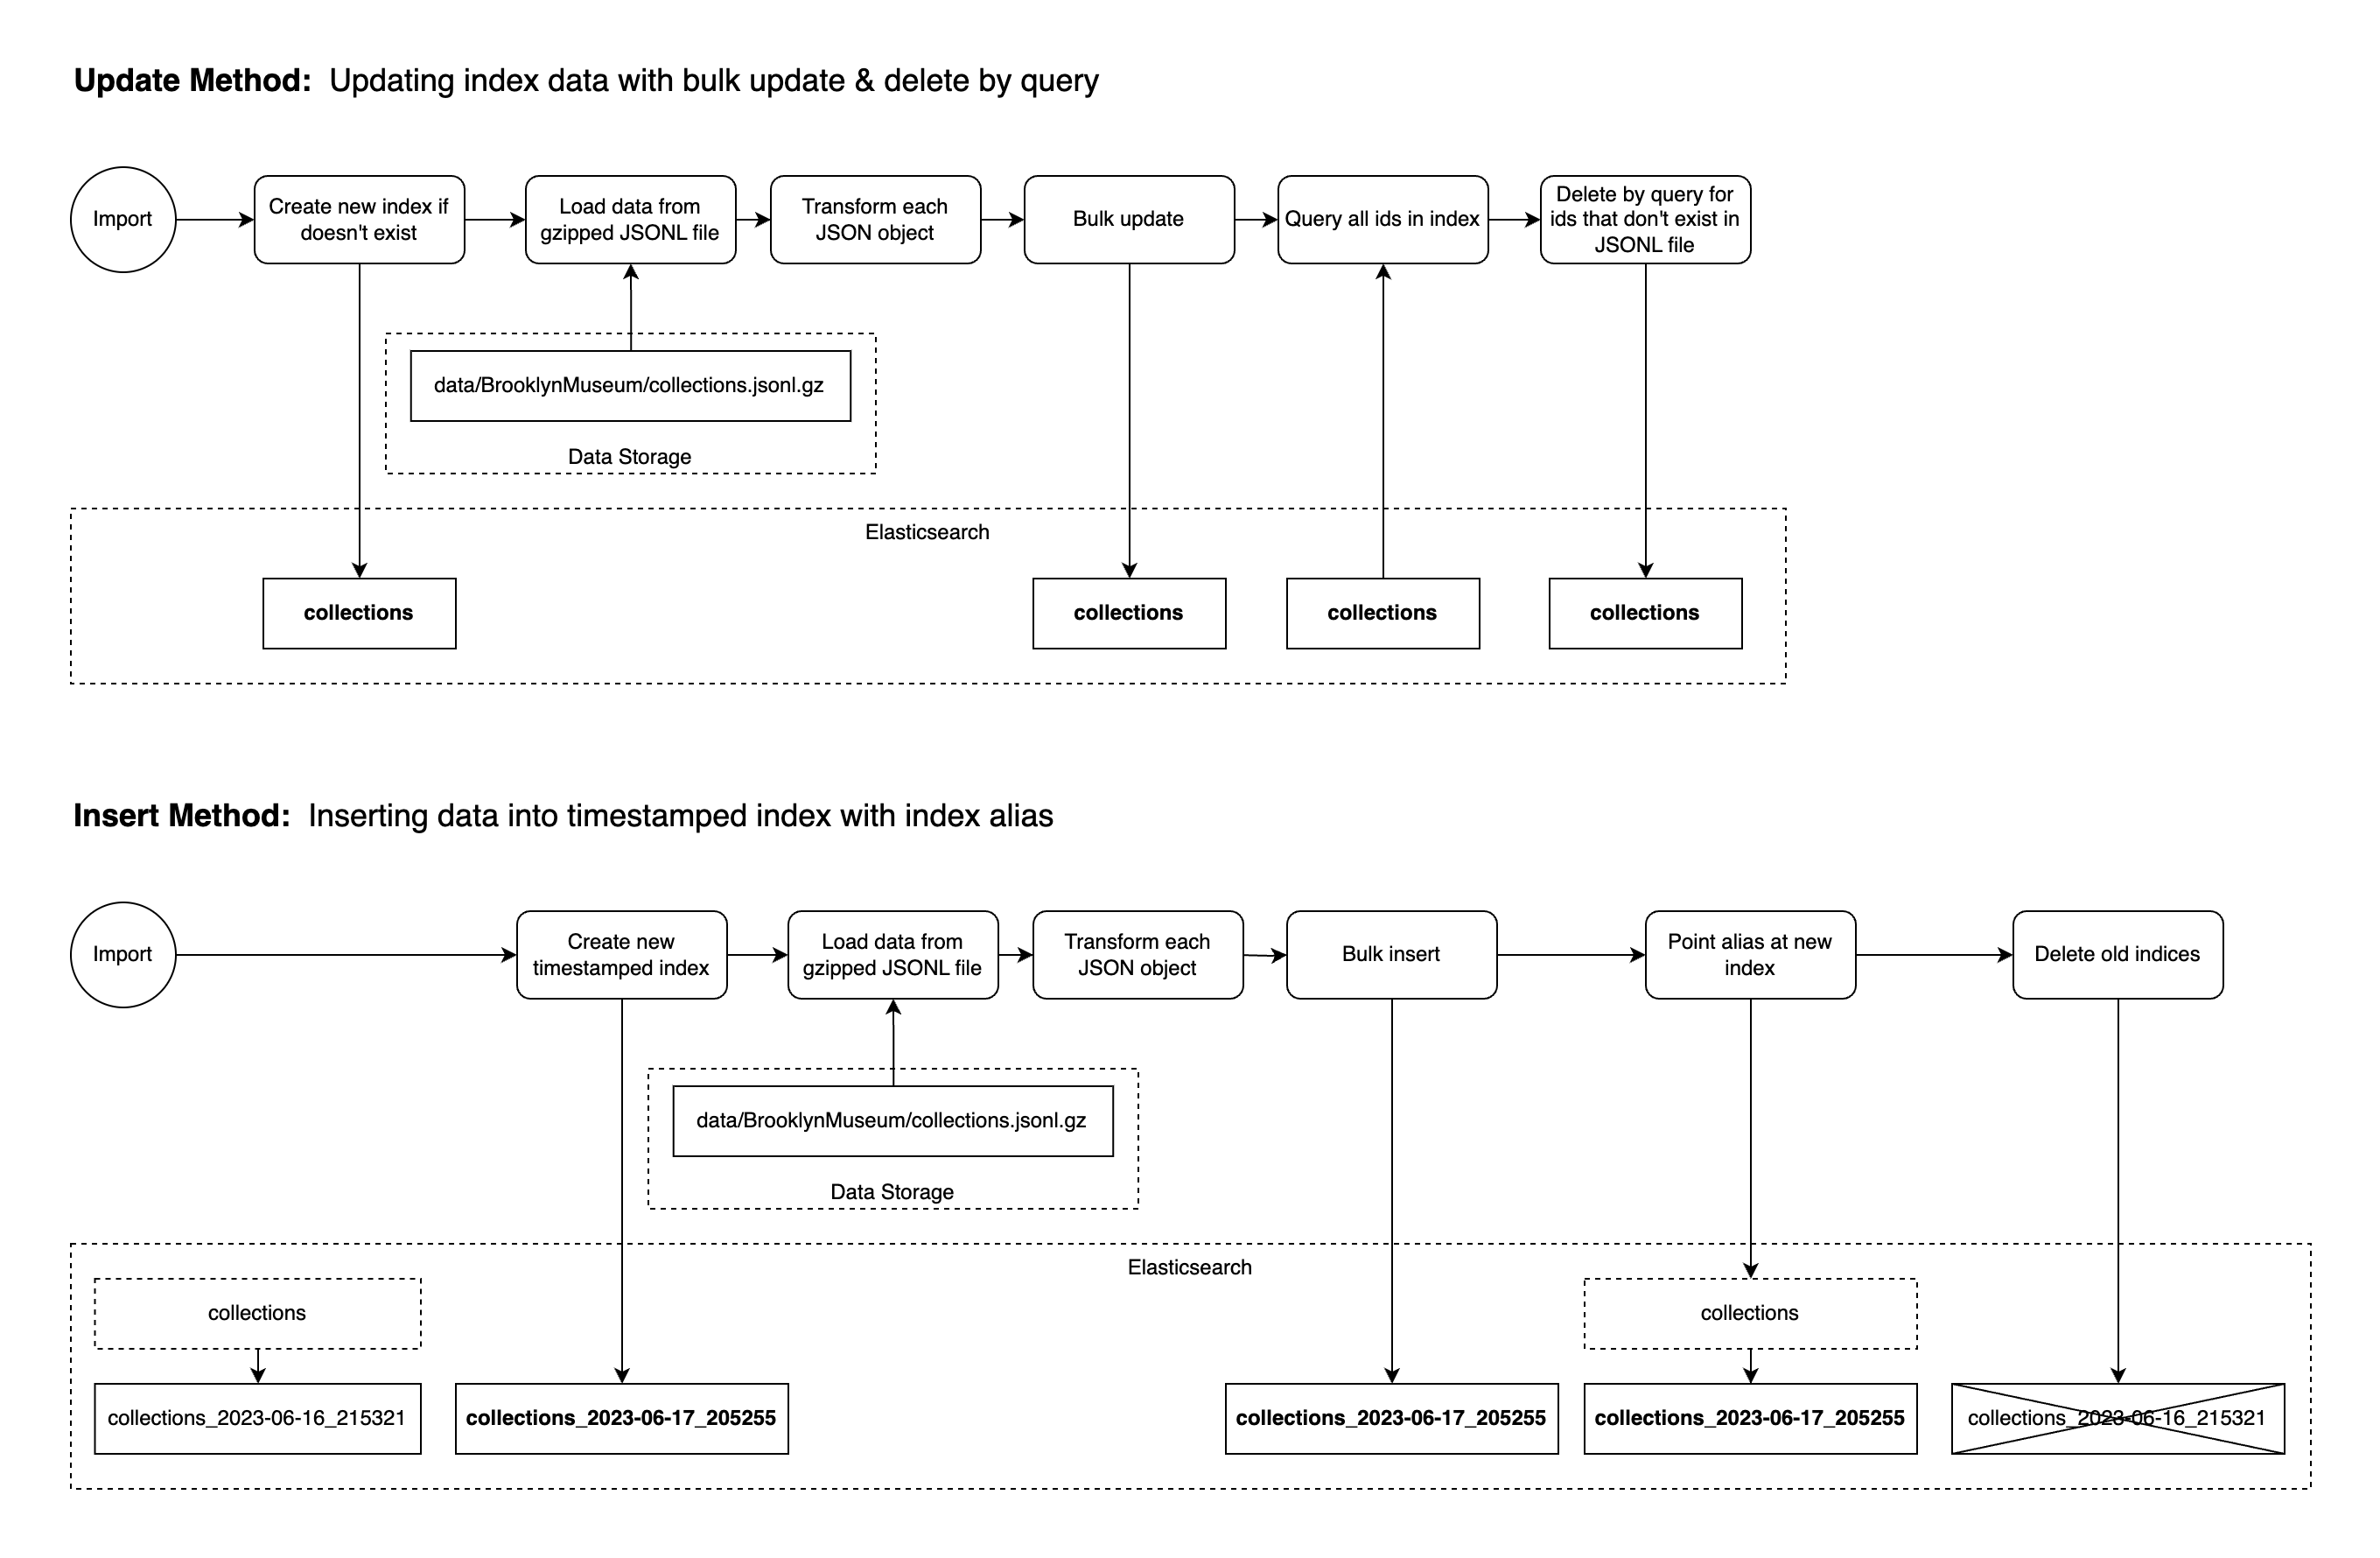 Update Method: Updating index data with bulk update & delete by query
Import
Create new index if
doesn't exist
Load data from
gzipped JSONL file
Transform each
JSON object
Bulk update
Query all ids in index
Delete by query for
ids that don't exist in
JSONL file
data/BrooklynMuseum/collections.jsonl.gz
Data Storage
Elasticsearch
collections
collections
collections
collections
Insert Method: Inserting data into timestamped index with index alias
Import
Create new
timestamped index
Load data from
gzipped JSONL file
Transform each
JSON object
Bulk insert
Point alias at new
index
Delete old indices
data/BrooklynMuseum/collections.jsonl.gz
Data Storage
Elasticsearch
collections
collections
collections_2023-06-16_215321
collections_2023-06-17_205255
collections_2023-06-17_205255
collections_2023-06-17_205255
collections_2023-06-16_215321